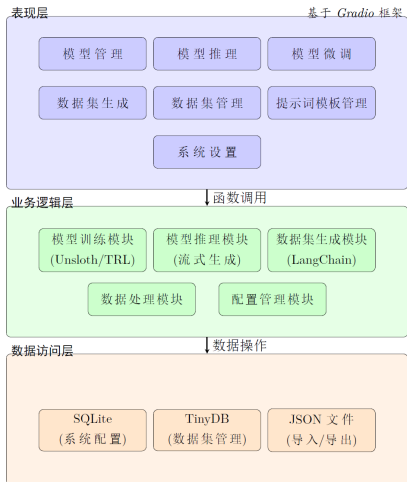 表现层
基于 Gradio 框架
模型管理
模型推理
模型微调
数据集生成
数据集管理
提示词模板管理
系统设置
函数调用
业务逻辑层
模型训练模块
(Unsloth/TRL)
模型推理模块
(流式生成)
数据集生成模块
(LangChain)
数据处理模块
配置管理模块
数据操作
数据访问层
SQLite
(系统配置)
TinyDB
(数据集管理)
JSON 文件
(导入/导出)